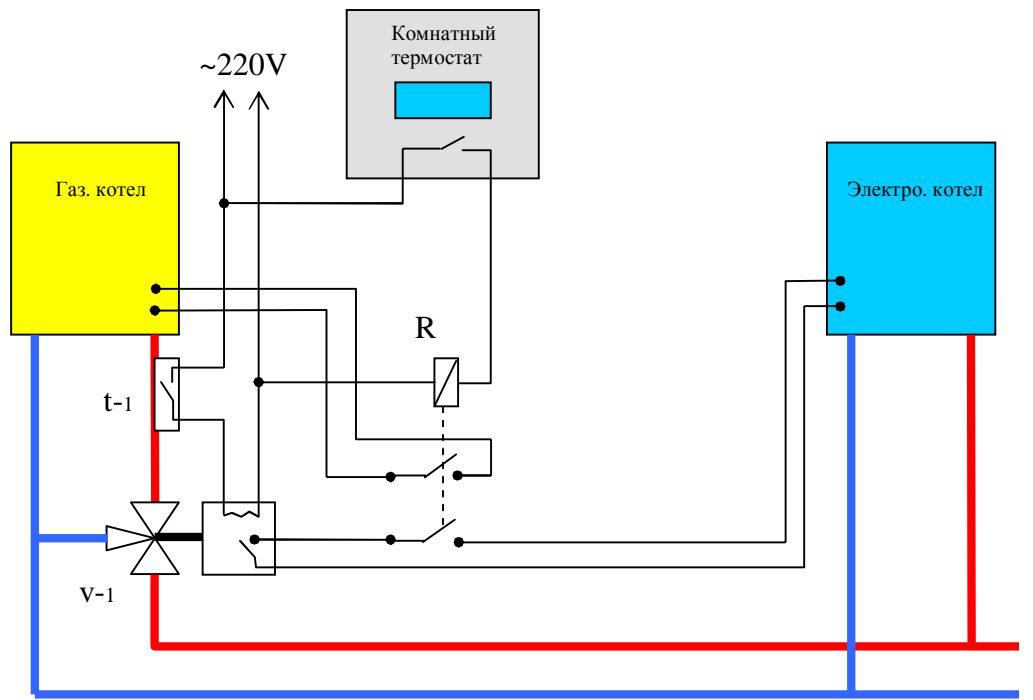 Комнатный
термостат
~220V
Газ. котел
Электро. котел
R
t-1
v-1